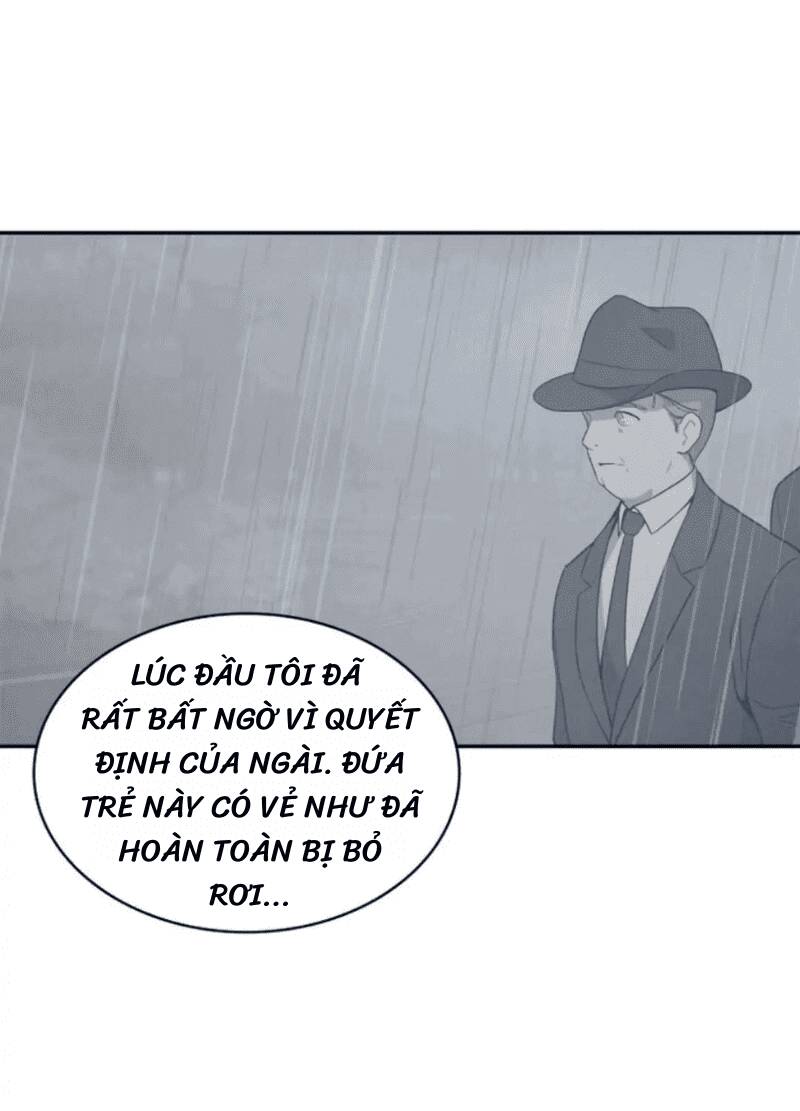 LÚC ĐẦU TÔI ĐÃ
RẤT BẤT NGỜ VÌ QUYẾT
ĐỊNH CỦA NGÀI. ĐỨA
TRẺ NÀY CÓ VẺ NHƯ ĐÃ
HOÀN TOÀN BỊ BỎ
RƠI...